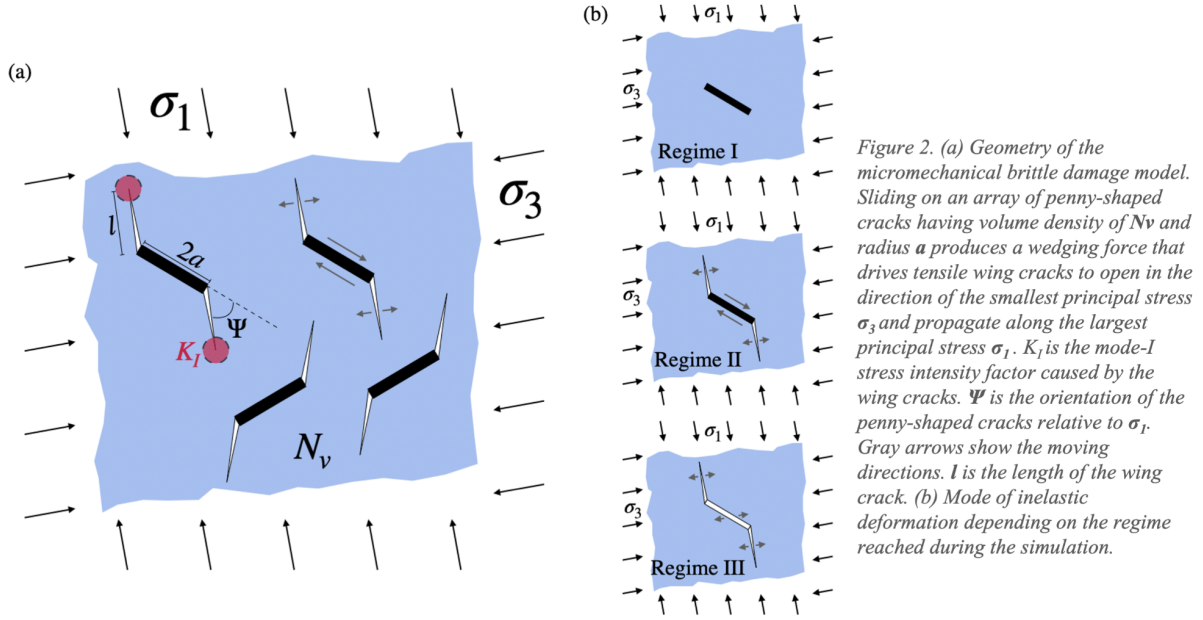 (a)
σ1
σ3
l
2a
Ψ
KI
Nv
(b)
σ1
σ3
Regime I
σ1
σ3
Regime II
σ1
σ3
Regime III
Figure 2. (a) Geometry of the
micromechanical brittle damage model.
Sliding on an array of penny-shaped
cracks having volume density of Nv and
radius a produces a wedging force that
drives tensile wing cracks to open in the
direction of the smallest principal stress
σ3 and propagate along the largest
principal stress σ1. KI is the mode-I
stress intensity factor caused by the
wing cracks. Ψ is the orientation of the
penny-shaped cracks relative to σ1.
Gray arrows show the moving
directions. l is the length of the wing
crack. (b) Mode of inelastic
deformation depending on the regime
reached during the simulation.